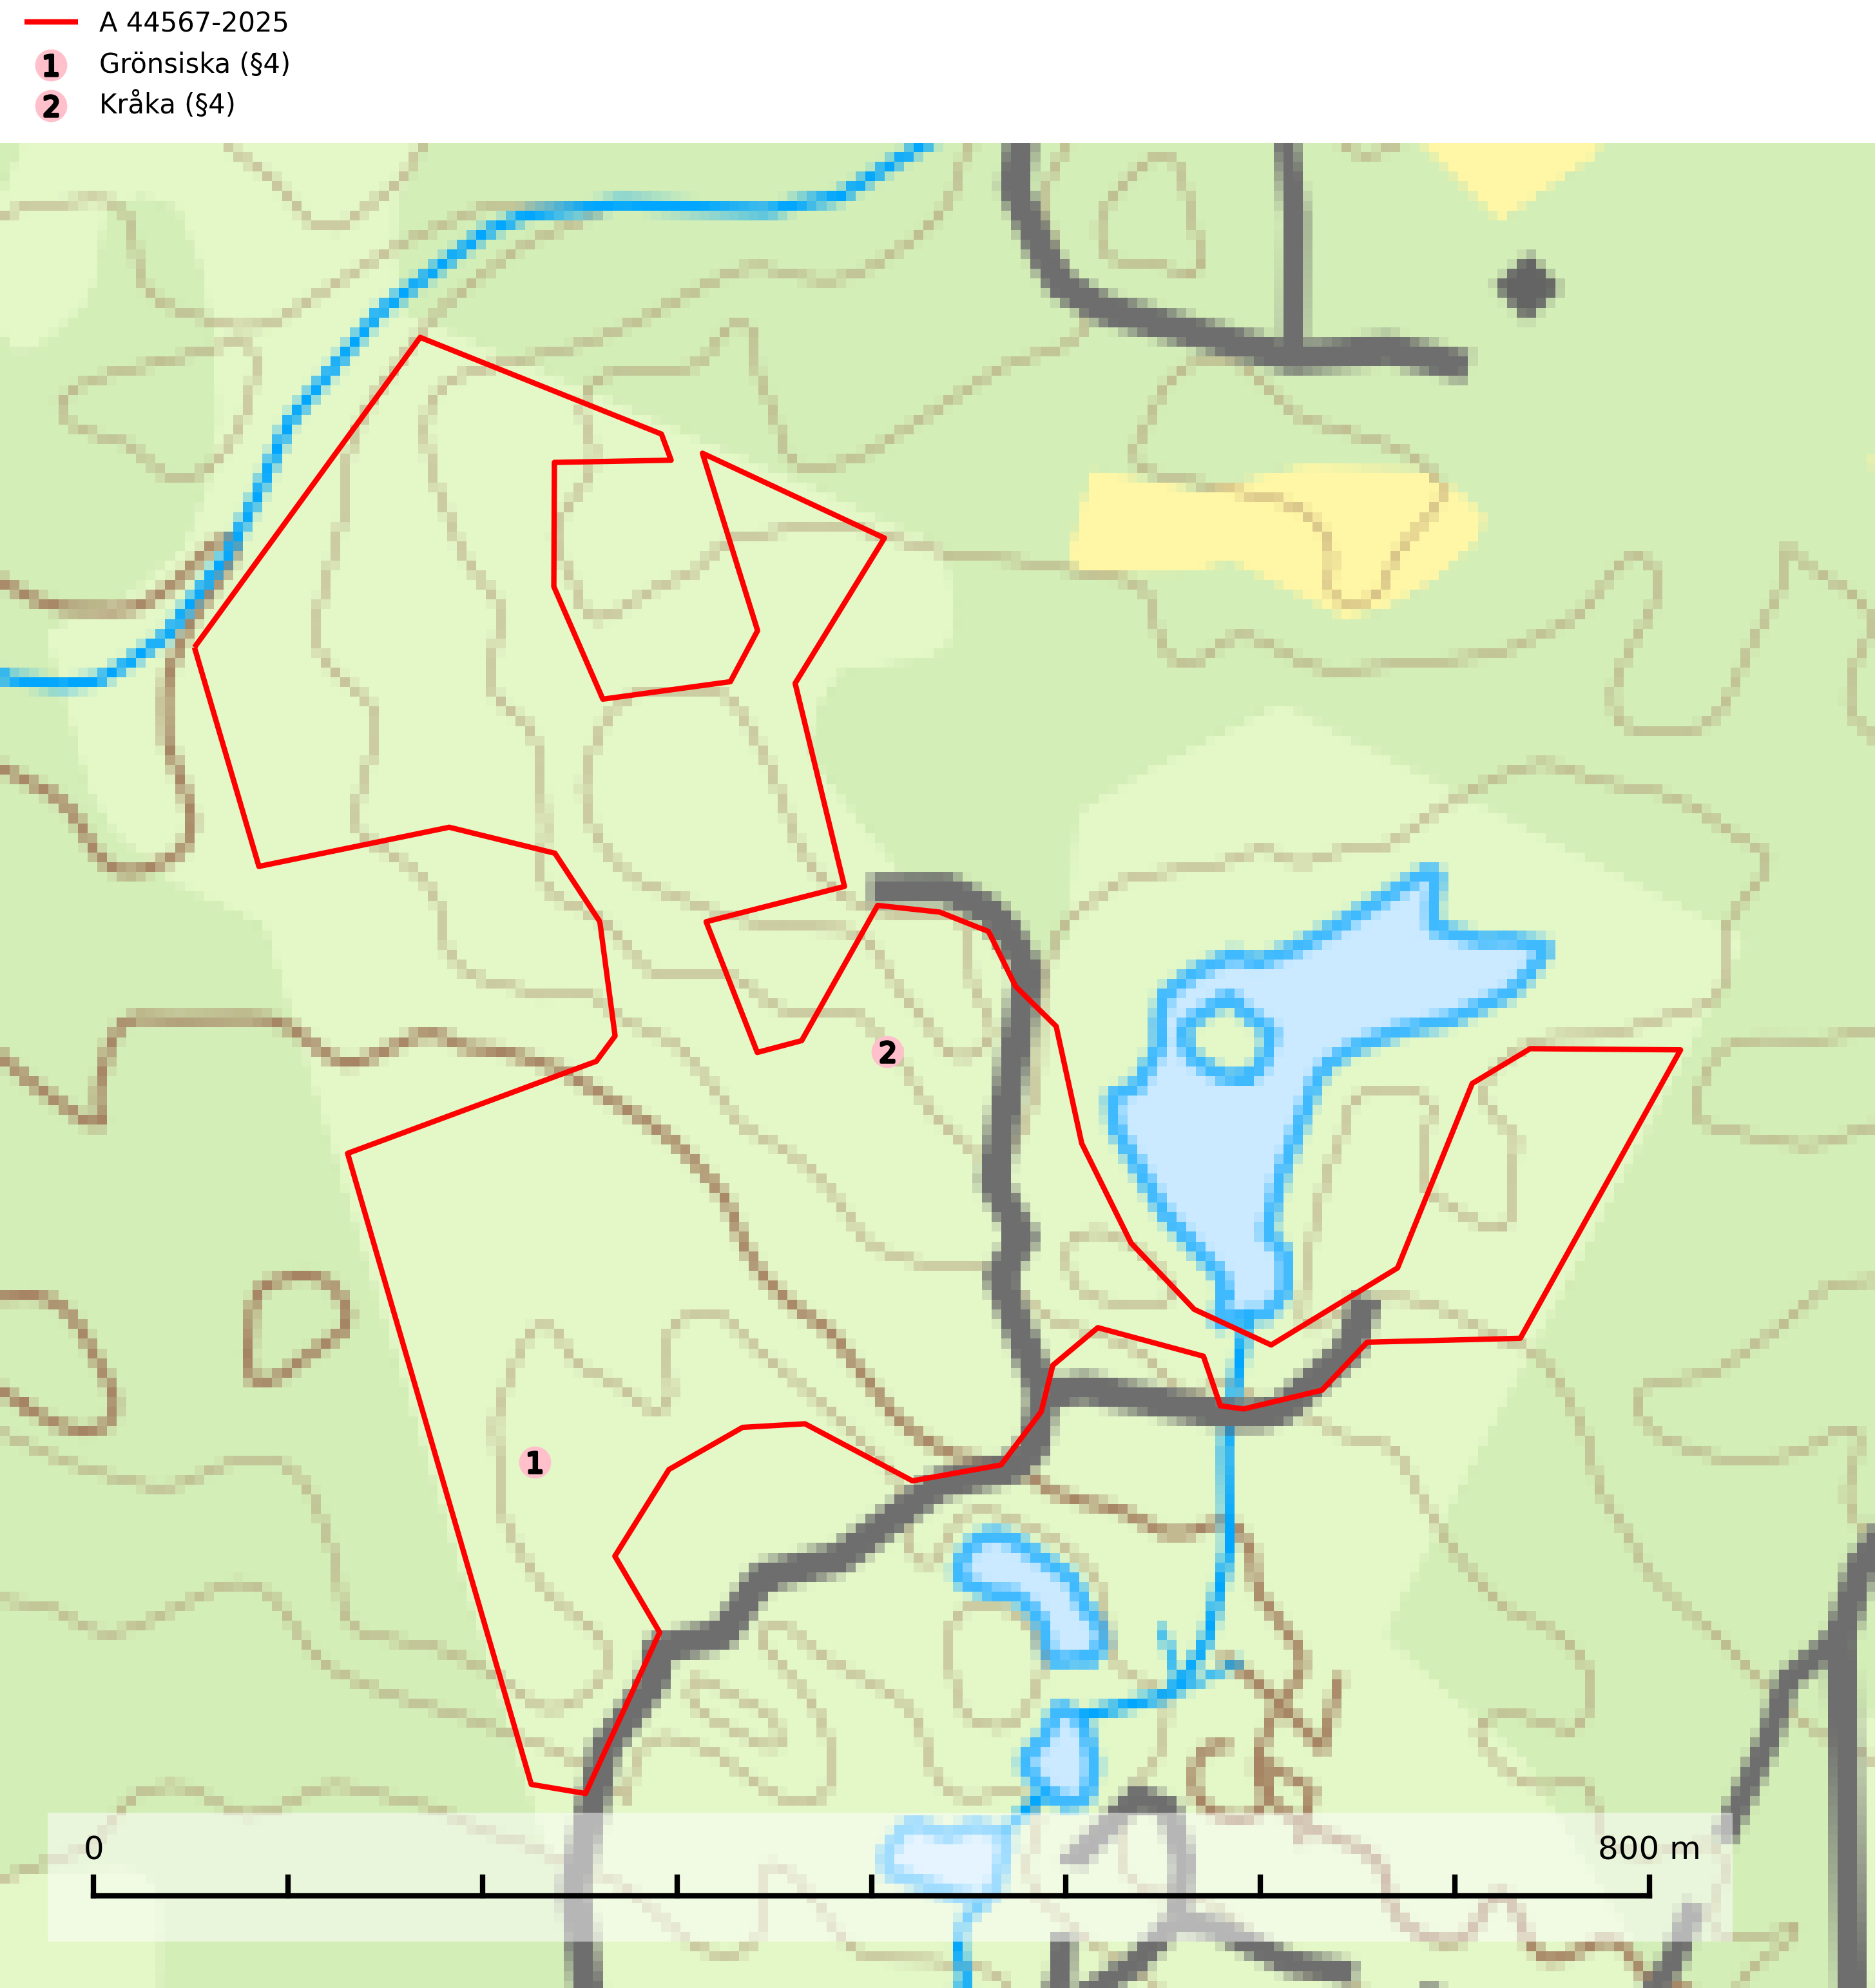 A 44567-2025
1 Grönsiska (§4)
2 Kråka (§4)
2
1
0 800 m